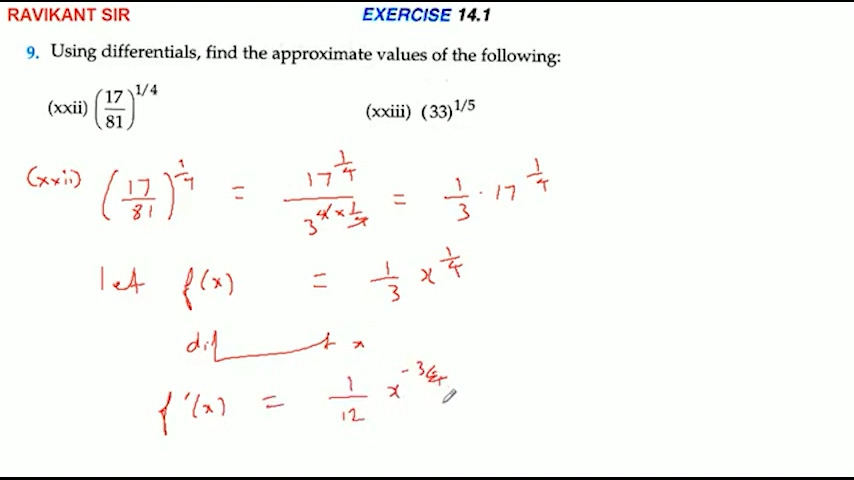 RAVIKANT SIR
EXERCISE 14.1
9. Using differentials, find the approximate values of the following:
(xxii) (17/81)^1/4 (xxiii) (33)^1/5
(xxii) (17/81)^1/4 = 17^1/4 / 3^4×1/4 = 1/3 · 17^1/4
let f(x) = 1/3 x^1/4
dif x
f'(x) = 1/12 x^-3/4